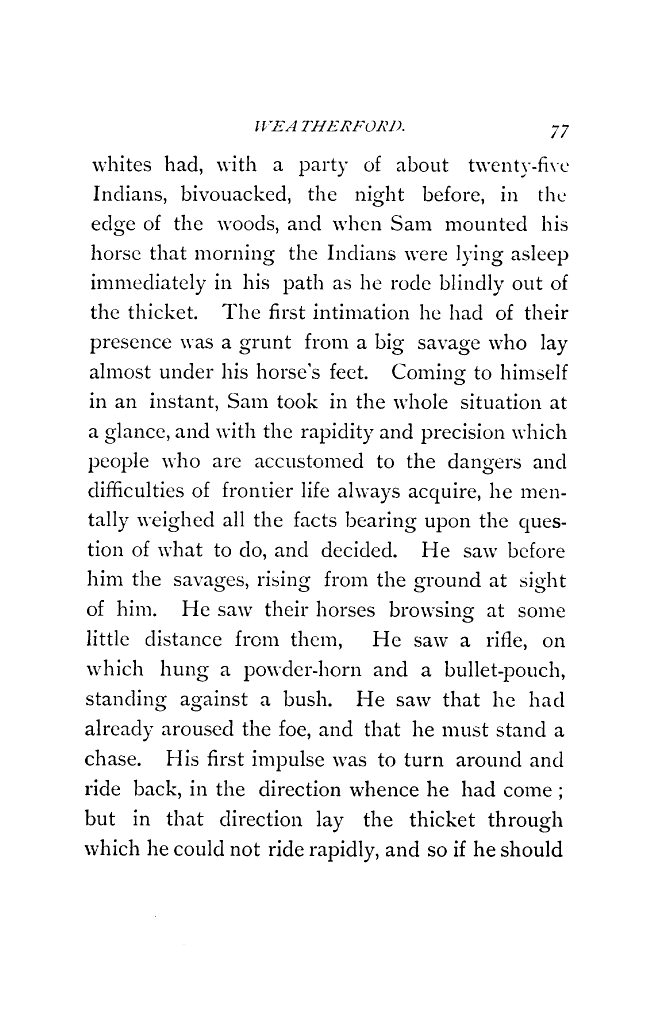 WEATHERFORD. 77
whites had, with a party of about twenty-five
Indians, bivouacked, the night before, in the
edge of the woods, and when Sam mounted his
horse that morning the Indians were lying asleep
immediately in his path as he rode blindly out of
the thicket. The first intimation he had of their
presence was a grunt from a big savage who lay
almost under his horse's feet. Coming to himself
in an instant, Sam took in the whole situation at
a glance, and with the rapidity and precision which
people who are accustomed to the dangers and
difficulties of frontier life always acquire, he men-
tally weighed all the facts bearing upon the ques-
tion of what to do, and decided. He saw before
him the savages, rising from the ground at sight
of him. He saw their horses browsing at some
little distance from them, He saw a rifle, on
which hung a powder-horn and a bullet-pouch,
standing against a bush. He saw that he had
already aroused the foe, and that he must stand a
chase. His first impulse was to turn around and
ride back, in the direction whence he had come ;
but in that direction lay the thicket through
which he could not ride rapidly, and so if he should